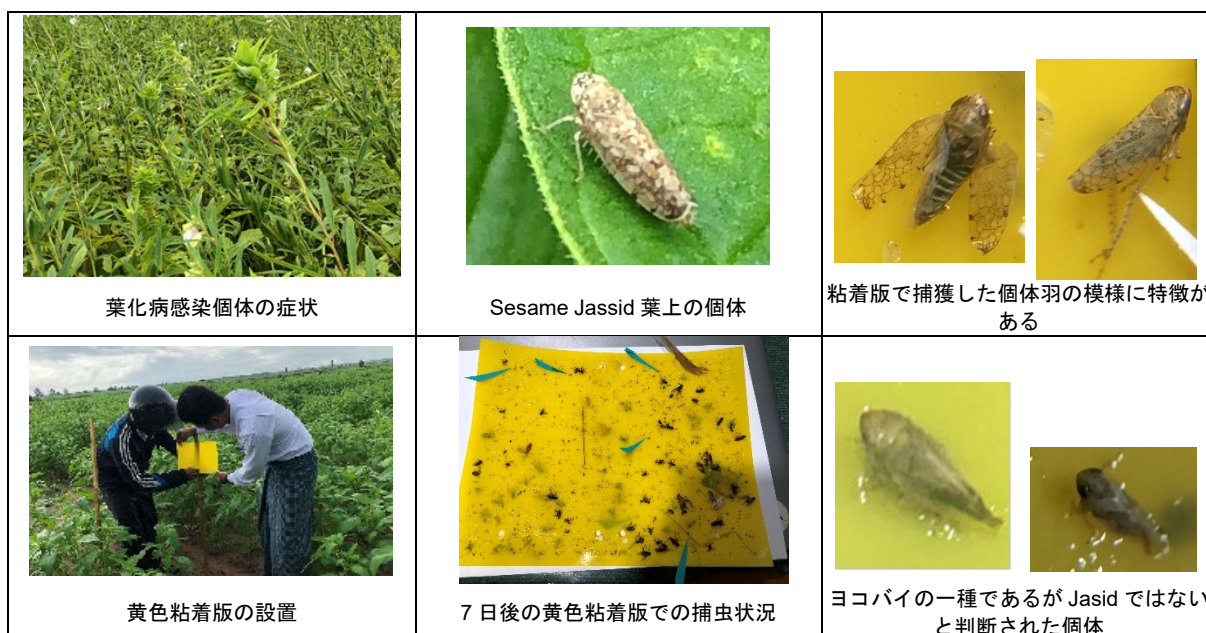 葉化病感染個体の症状
Sesame Jassid 葉上の個体
粘着版で捕獲した個体羽の模様に特徴が
ある
黄色粘着版の設置
7 日後の黄色粘着版での捕虫状況
ヨコバイの一種であるが Jasid ではない
と判断された個体